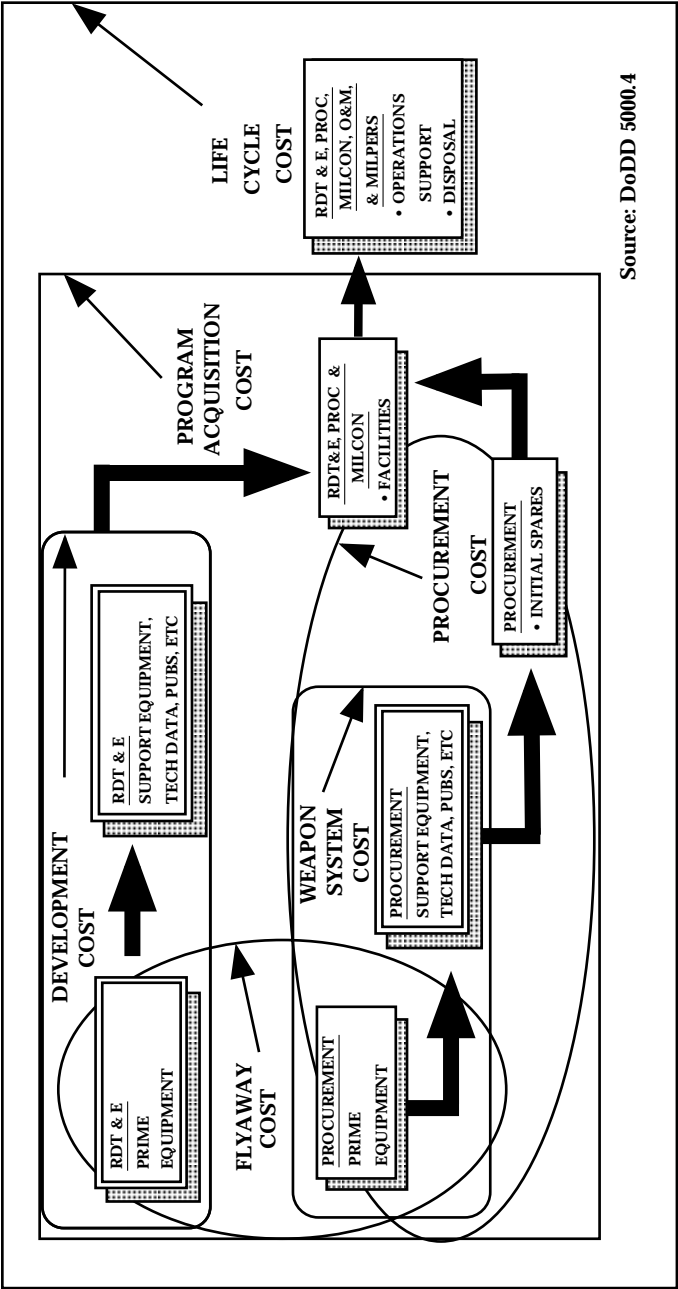 DEVELOPMENT
COST
RDT & E
PRIME
EQUIPMENT
RDT & E
SUPPORT EQUIPMENT,
TECH DATA, PUBS, ETC
PROGRAM
ACQUISITION
COST
LIFE
CYCLE
COST
FLYAWAY
COST
WEAPON
SYSTEM
COST
PROCUREMENT
PRIME
EQUIPMENT
PROCUREMENT
SUPPORT EQUIPMENT,
TECH DATA, PUBS, ETC
PROCUREMENT
COST
PROCUREMENT
• INITIAL SPARES
RDT&E, PROC &
MILCON
• FACILITIES
RDT & E, PROC,
MILCON, O&M,
& MILPERS
• OPERATIONS
SUPPORT
• DISPOSAL
Source: DoDD 5000.4